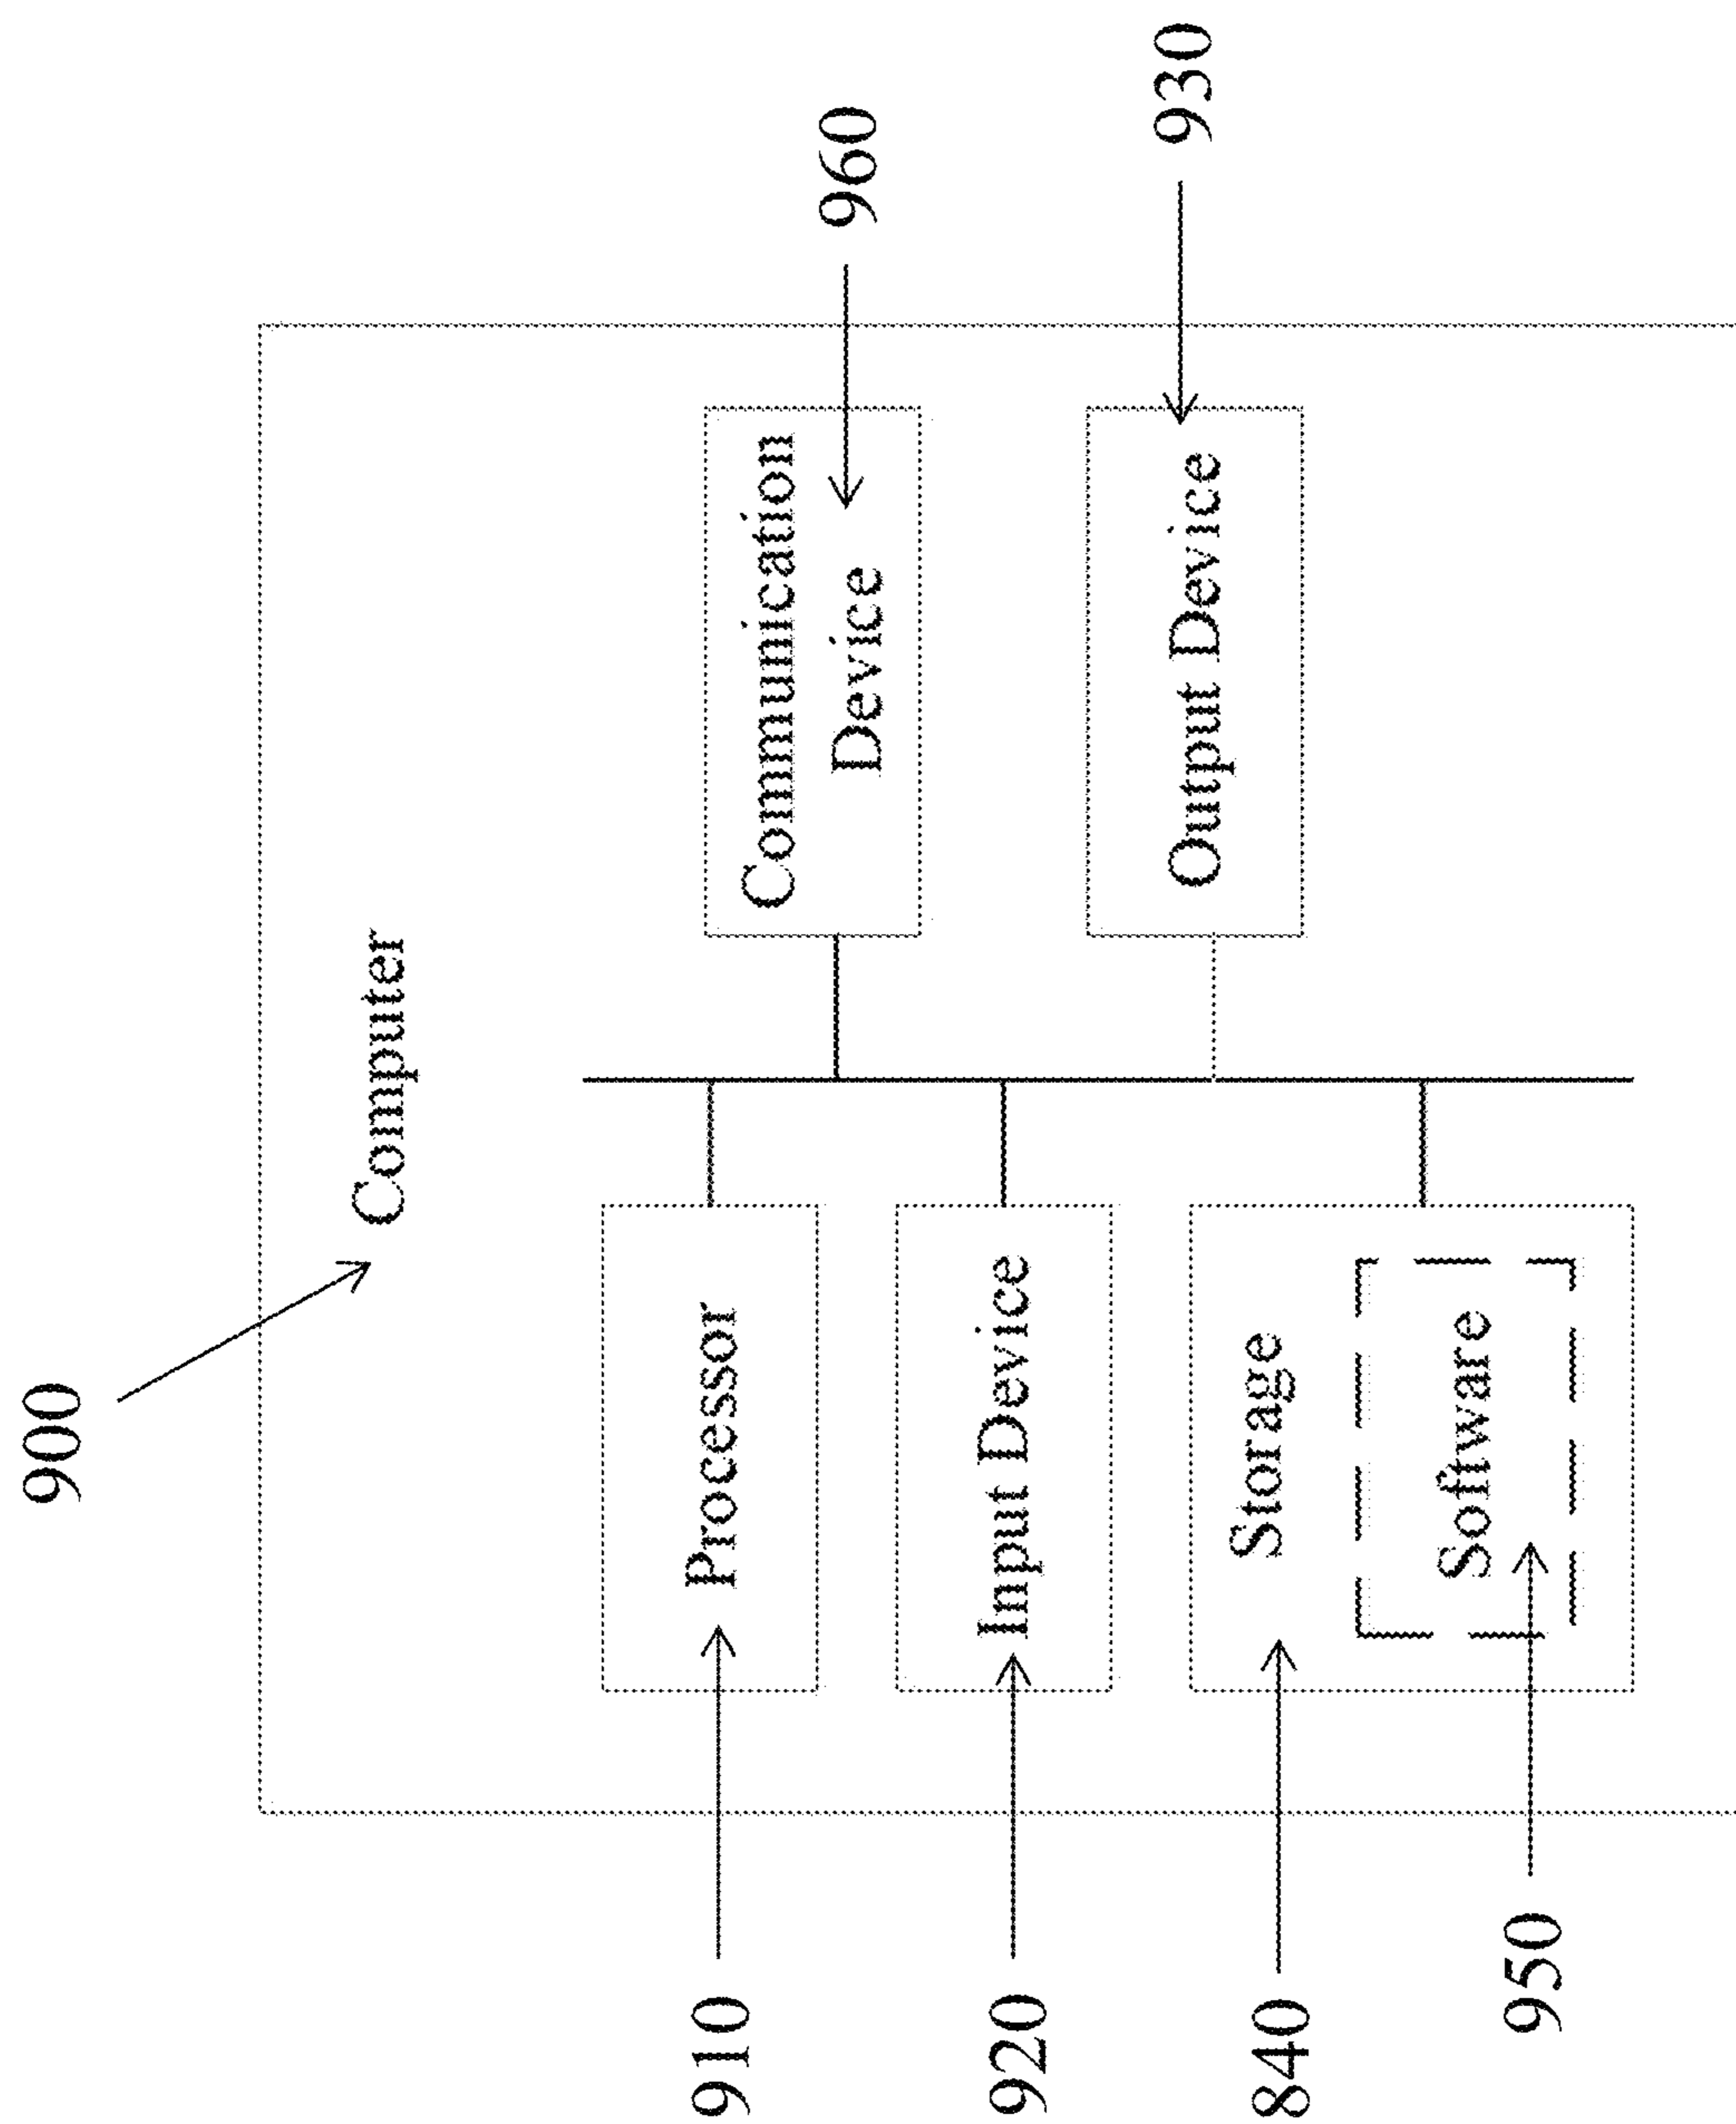 900
Computer
910
Processor
Communication
Device
960
920
Input Device
Output Device
930
840
Storage
Software
950